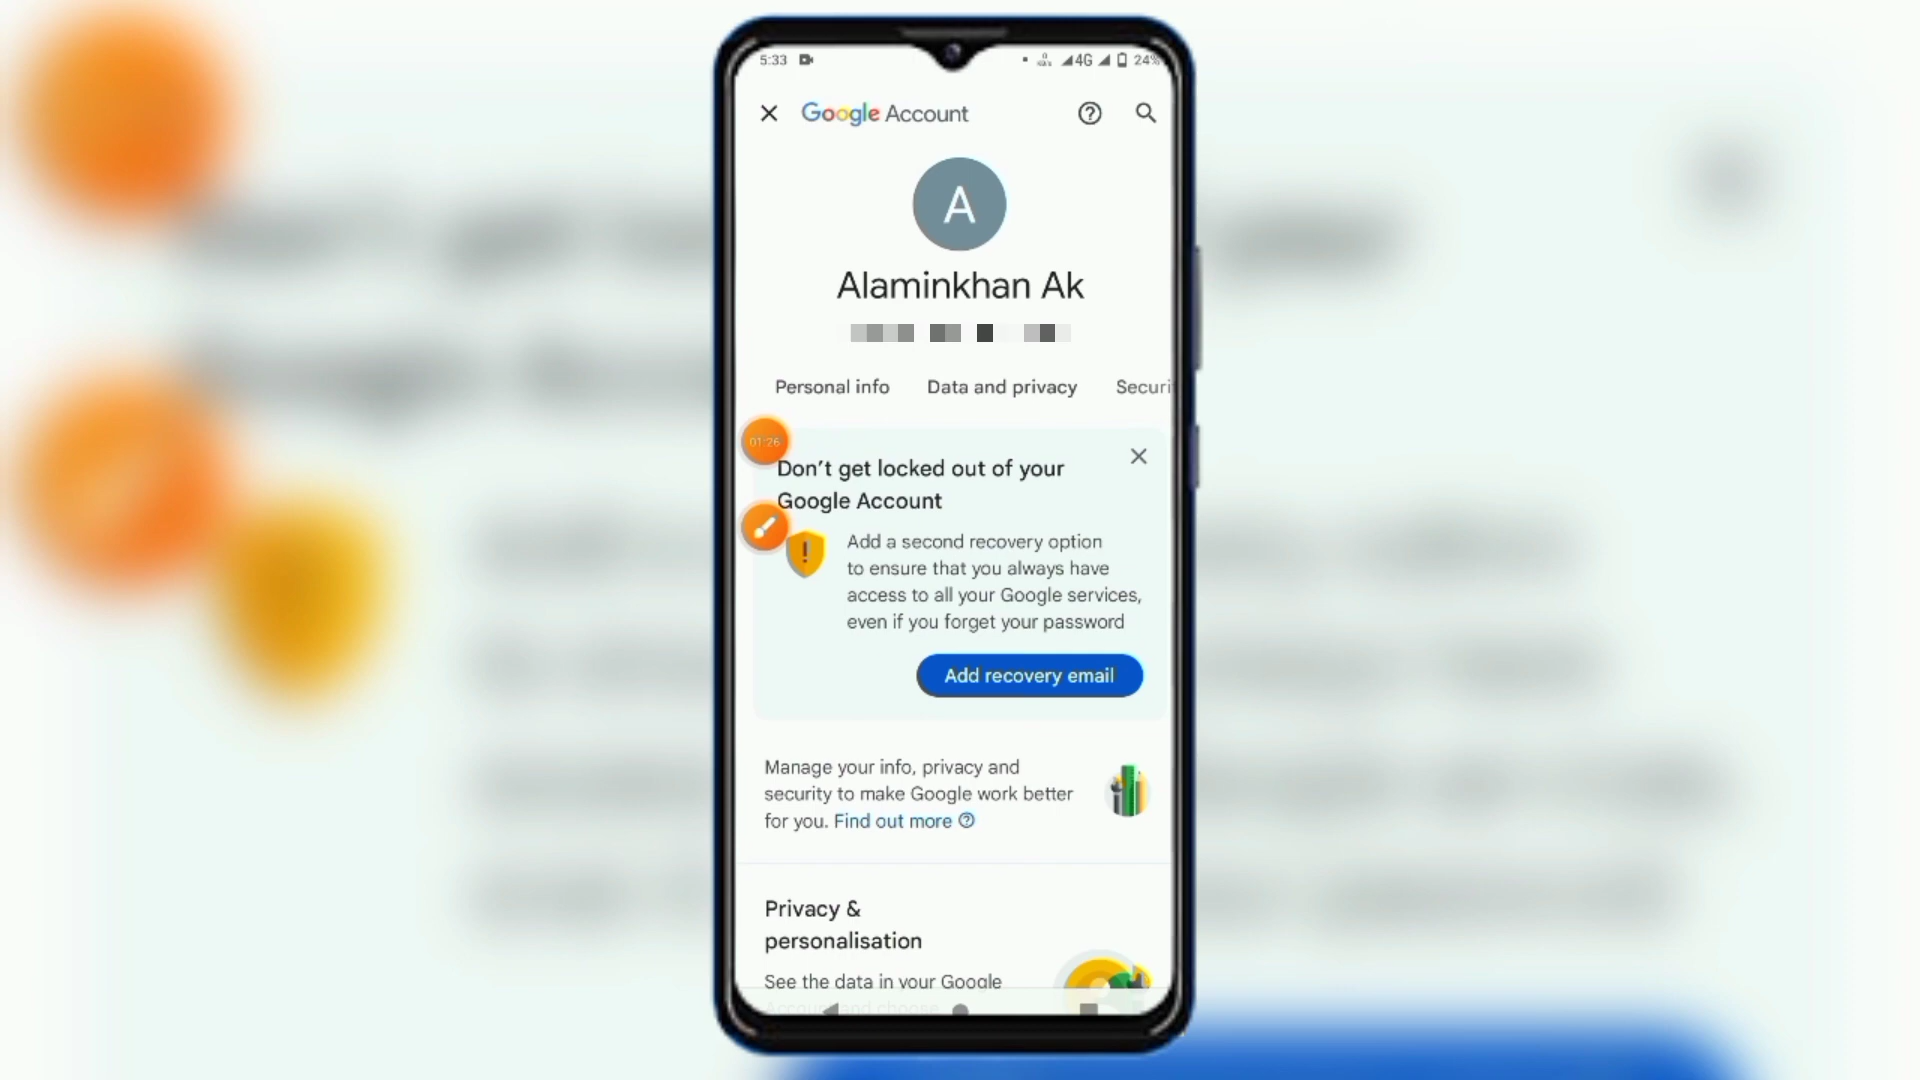 5:33
4G 24%
Google Account
A
Alaminkhan Ak
Personal info Data and privacy Securi
01:26
Don't get locked out of your
Google Account
Add a second recovery option
to ensure that you always have
access to all your Google services,
even if you forget your password
Add recovery email
Manage your info, privacy and
security to make Google work better
for you. Find out more
Privacy &
personalisation
See the data in your Google
Account and choose